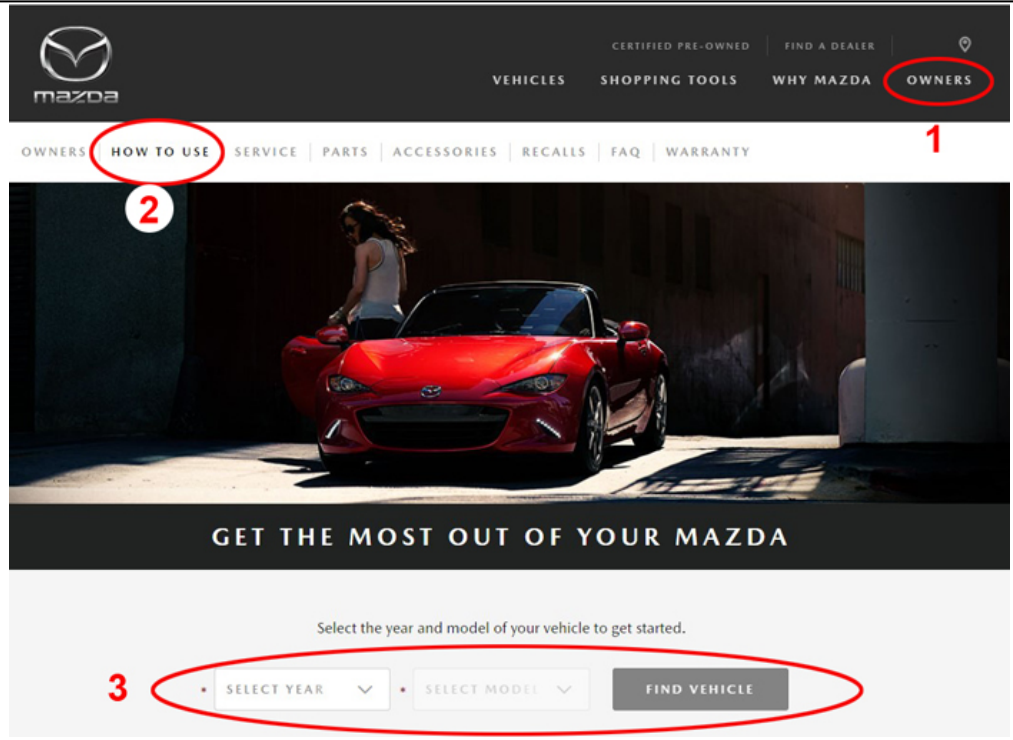 CERTIFIED PRE-OWNED FIND A DEALER
mazda
VEHICLES SHOPPING TOOLS WHY MAZDA OWNERS
1
OWNERS HOW TO USE SERVICE PARTS ACCESSORIES RECALLS FAQ WARRANTY
2
GET THE MOST OUT OF YOUR MAZDA
Select the year and model of your vehicle to get started.
3
* SELECT YEAR * SELECT MODEL FIND VEHICLE